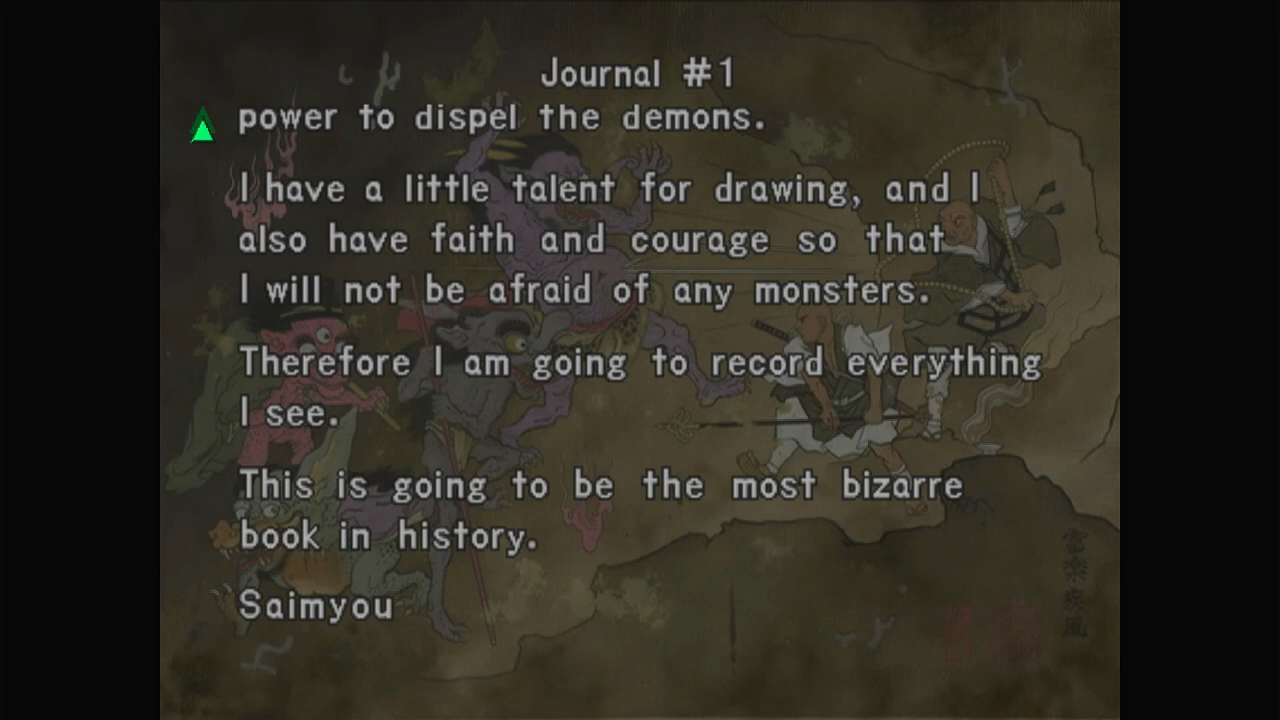 Journal #1
power to dispel the demons.
I have a little talent for drawing, and I
also have faith and courage so that
I will not be afraid of any monsters.
Therefore I am going to record everything
I see.
This is going to be the most bizarre
book in history.
Saimyou